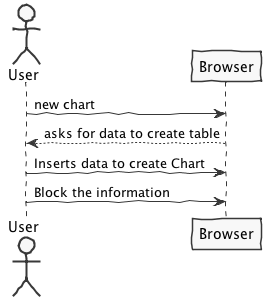 User
Browser
new chart
asks for data to create table
Inserts data to create Chart
Block the information
User
Browser